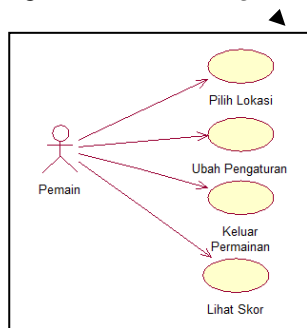 Pilih Lokasi
Ubah Pengaturan
Pemain
Keluar
Permainan
Lihat Skor